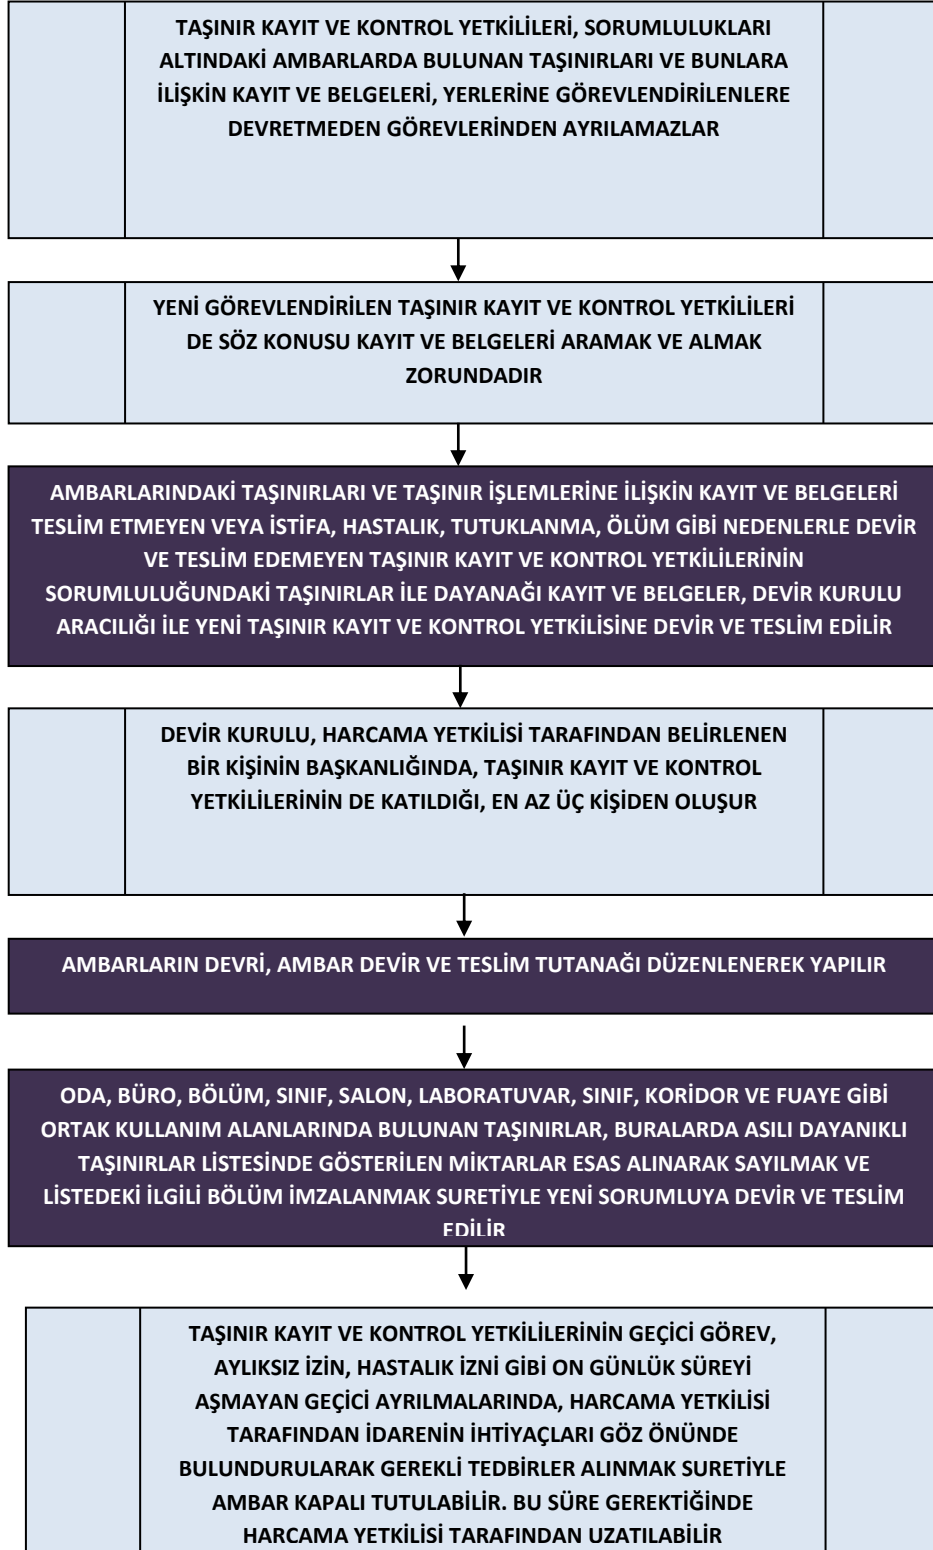 TAŞINIR KAYIT VE KONTROL YETKİLİLERİ, SORUMLULUKLARI
ALTINDAKİ AMBARLARDA BULUNAN TAŞINIRLARI VE BUNLARA
İLİŞKİN KAYIT VE BELGELERİ, YERLERİNE GÖREVLENDİRİLENLERE
DEVRETMEDEN GÖREVLERİNDEN AYRILAMAZLAR
YENİ GÖREVLENDİRİLEN TAŞINIR KAYIT VE KONTROL YETKİLİLERİ
DE SÖZ KONUSU KAYIT VE BELGELERİ ARAMAK VE ALMAK
ZORUNDADIR
AMBARLARINDAKİ TAŞINIRLARI VE TAŞINIR İŞLEMLERİNE İLİŞKİN KAYIT VE BELGELERİ
TESLİM ETMEYEN VEYA İSTİFA, HASTALIK, TUTUKLANMA, ÖLÜM GİBİ NEDENLERLE DEVİR
VE TESLİM EDEMEYEN TAŞINIR KAYIT VE KONTROL YETKİLİLERİNİN
SORUMLULUĞUNDAKİ TAŞINIRLAR İLE DAYANAĞI KAYIT VE BELGELER, DEVİR KURULU
ARACILIĞI İLE YENİ TAŞINIR KAYIT VE KONTROL YETKİLİSİNE DEVİR VE TESLİM EDİLİR
DEVİR KURULU, HARCAMA YETKİLİSİ TARAFINDAN BELİRLENEN
BİR KİŞİNİN BAŞKANLIĞINDA, TAŞINIR KAYIT VE KONTROL
YETKİLİLERİNİN DE KATILDIĞI, EN AZ ÜÇ KİŞİDEN OLUŞUR
AMBARLARIN DEVRİ, AMBAR DEVİR VE TESLİM TUTANAĞI DÜZENLENEREK YAPILIR
ODA, BÜRO, BÖLÜM, SINIF, SALON, LABORATUVAR, SINIF, KORİDOR VE FUAYE GİBİ
ORTAK KULLANIM ALANLARINDA BULUNAN TAŞINIRLAR, BURALARDA ASILI DAYANIKLI
TAŞINIRLAR LİSTESİNDE GÖSTERİLEN MİKTARLAR ESAS ALINARAK SAYILMAK VE
LİSTEDEKİ İLGİLİ BÖLÜM İMZALANMAK SURETİYLE YENİ SORUMLUYA DEVİR VE TESLİM
EDİLİR
TAŞINIR KAYIT VE KONTROL YETKİLİLERİNİN GEÇİCİ GÖREV,
AYLIKSIZ İZİN, HASTALIK İZNİ GİBİ ON GÜNLÜK SÜREYİ
AŞMAYAN GEÇİCİ AYRILMALARINDA, HARCAMA YETKİLİSİ
TARAFINDAN İDARENİN İHTİYAÇLARI GÖZ ÖNÜNDE
BULUNDURULARAK GEREKLİ TEDBİRLER ALINMAK SURETİYLE
AMBAR KAPALI TUTULABİLİR. BU SÜRE GEREKTİĞİNDE
HARCAMA YETKİLİSİ TARAFINDAN UZATILABİLİR